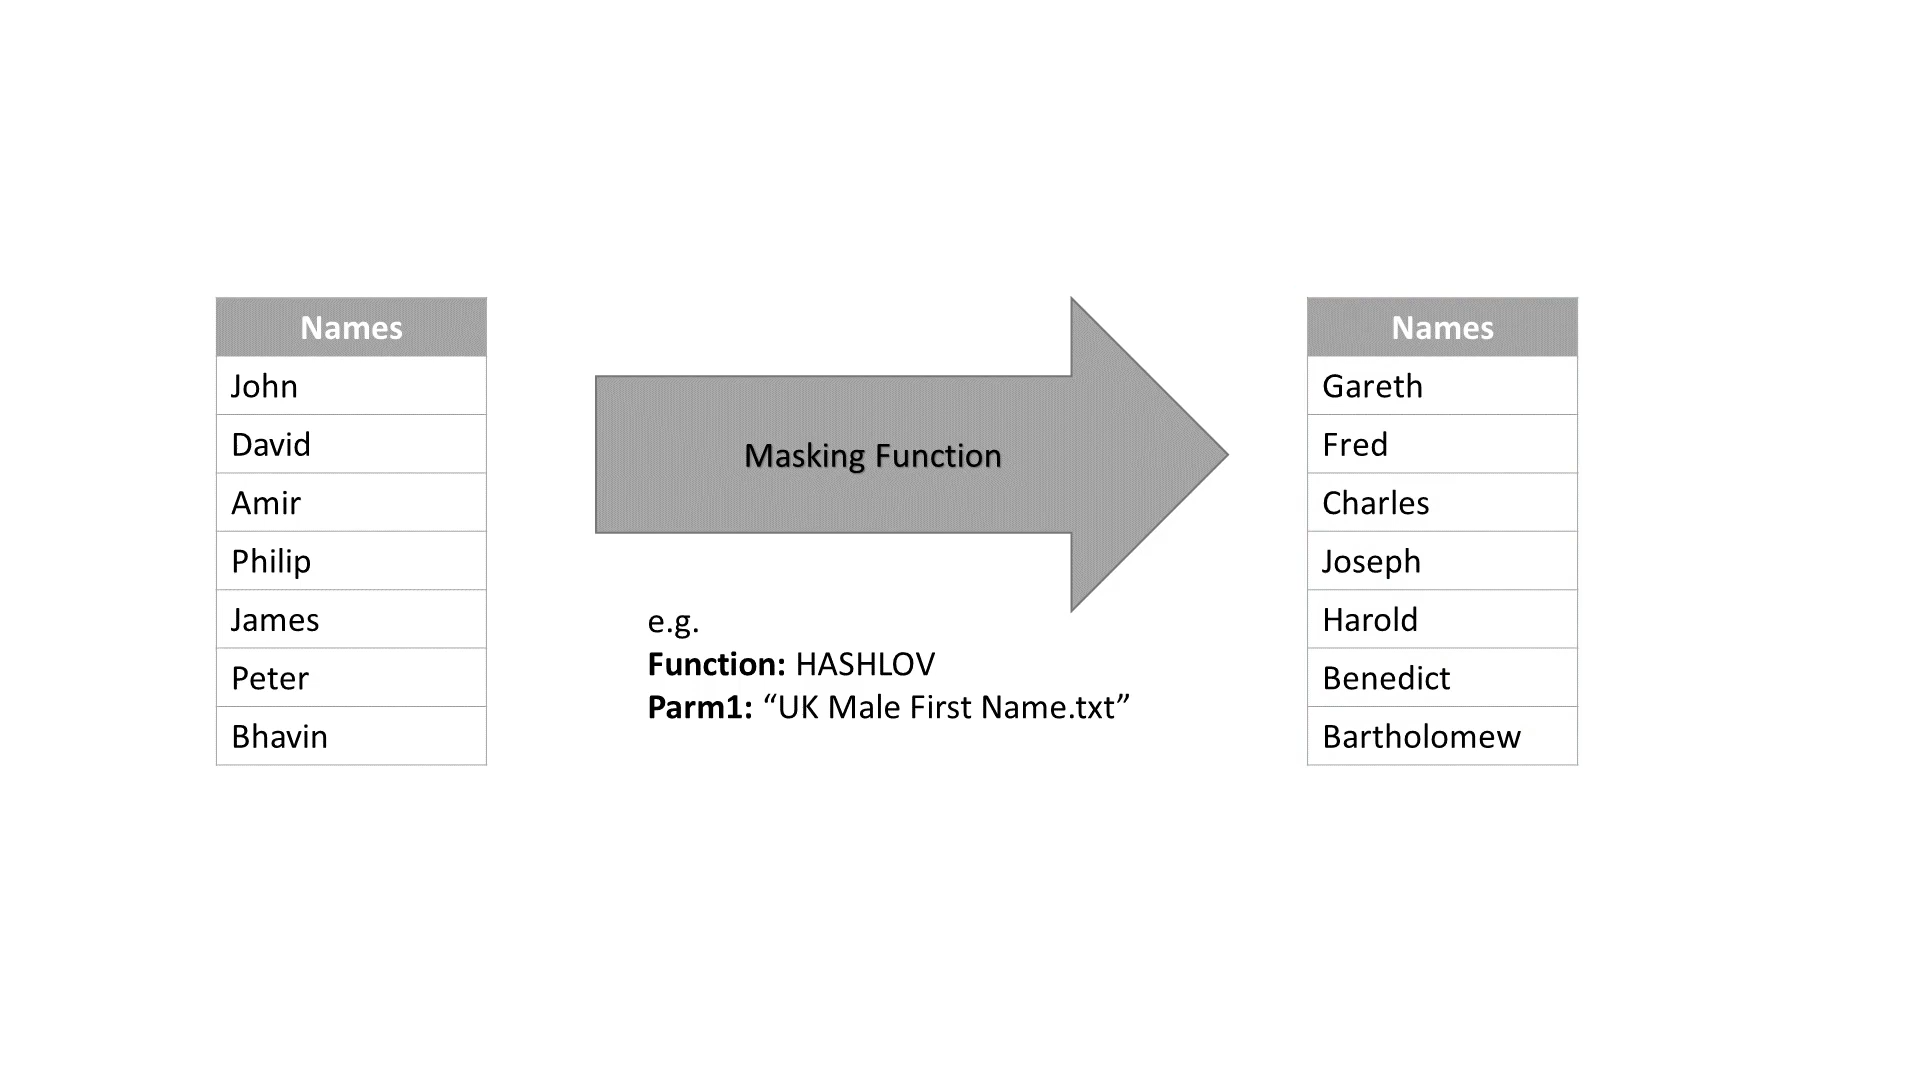 Names
John
David
Amir
Philip
James
Peter
Bhavin
Masking Function
e.g.
Function: HASHLOV
Parm1: “UK Male First Name.txt”
Names
Gareth
Fred
Charles
Joseph
Harold
Benedict
Bartholomew